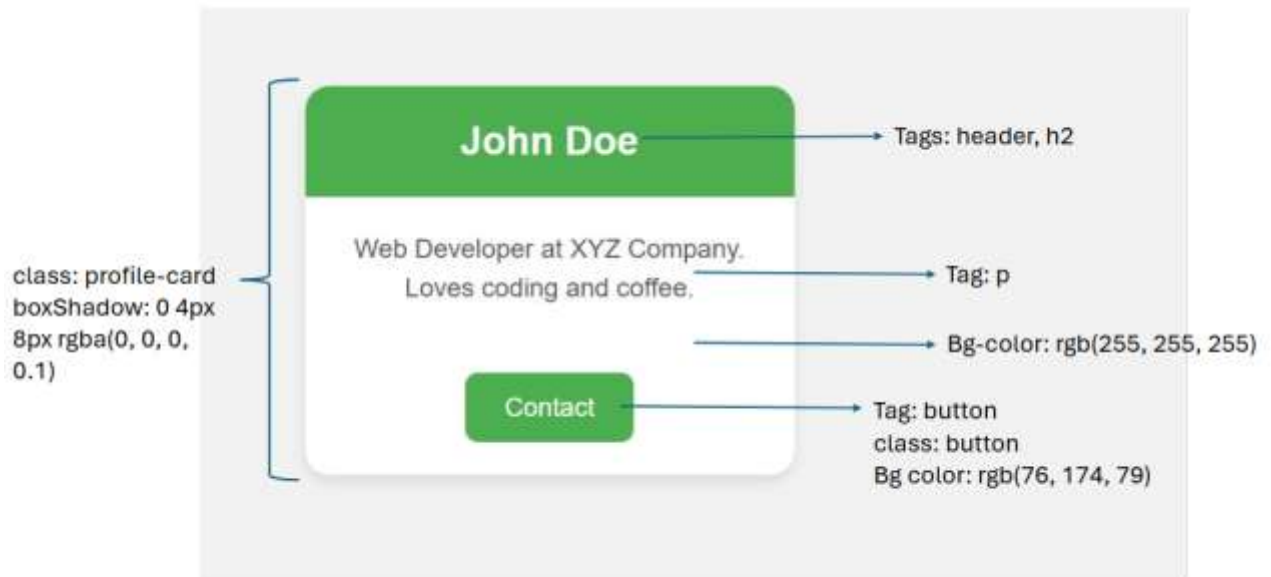 John Doe
Tags: header, h2
Web Developer at XYZ Company.
Loves coding and coffee.
Tag: p
class: profile-card
boxShadow: 0 4px
8px rgba(0, 0, 0,
0.1)
Bg-color: rgb(255, 255, 255)
Contact
Tag: button
class: button
Bg color: rgb(76, 174, 79)